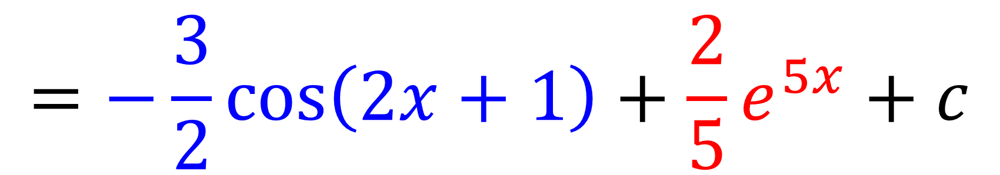 = −3/2 cos(2x + 1) + 2/5 e^{5x} + c